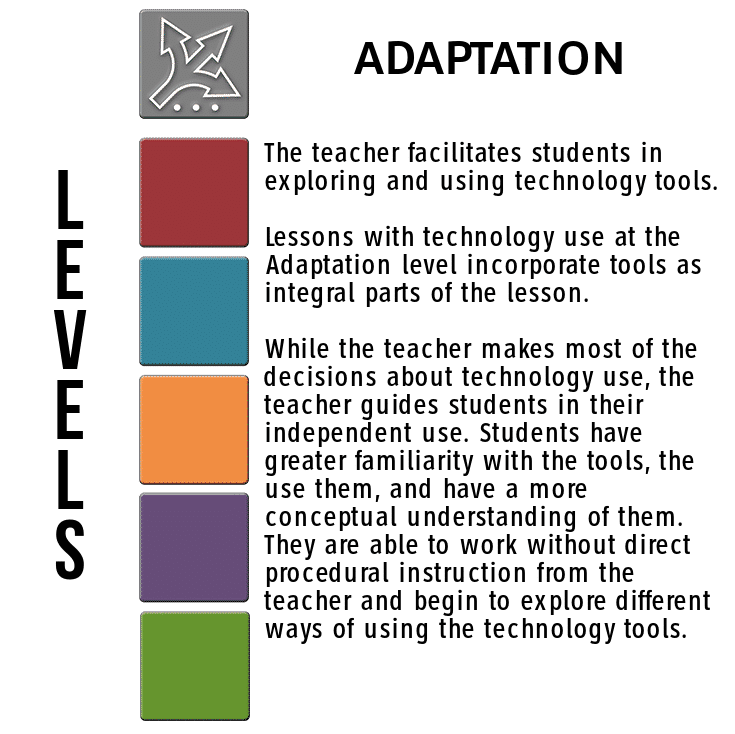 ADAPTATION
LEVELS
The teacher facilitates students in
exploring and using technology tools.
Lessons with technology use at the
Adaptation level incorporate tools as
integral parts of the lesson.
While the teacher makes most of the
decisions about technology use, the
teacher guides students in their
independent use. Students have
greater familiarity with the tools, the
use them, and have a more
conceptual understanding of them.
They are able to work without direct
procedural instruction from the
teacher and begin to explore different
ways of using the technology tools.